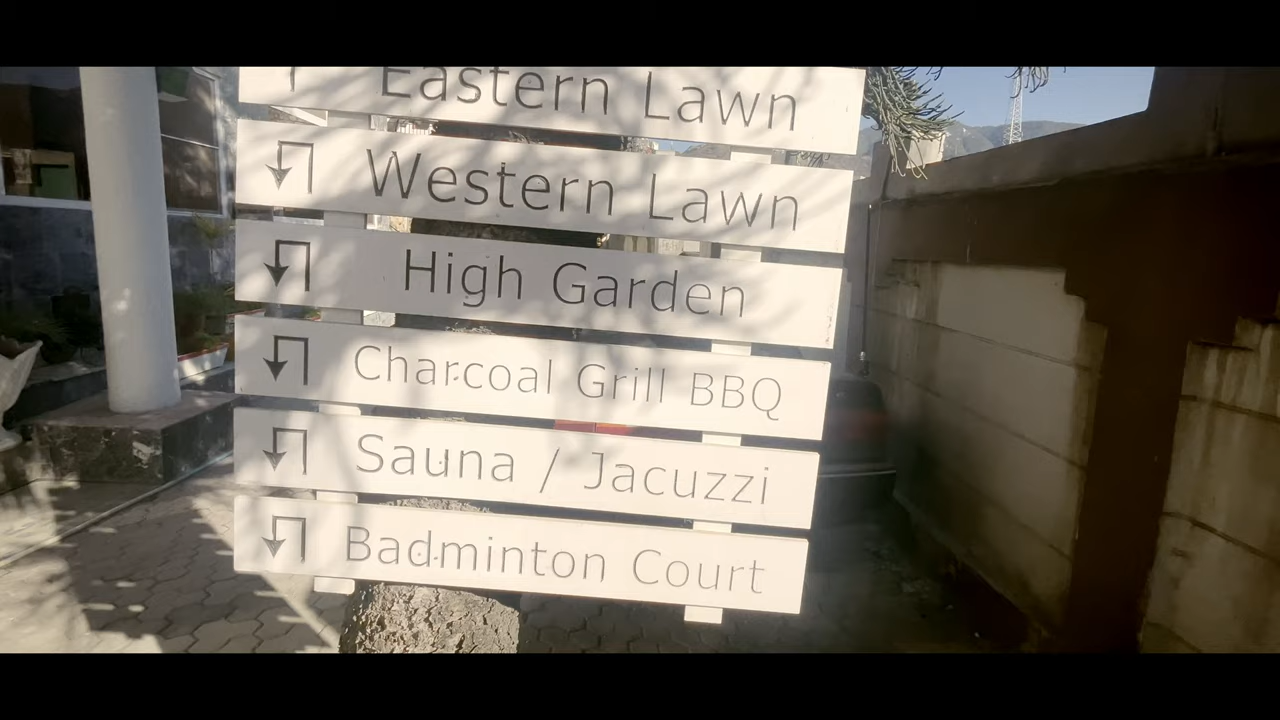 Eastern Lawn
Western Lawn
High Garden
Charcoal Grill BBQ
Sauna / Jacuzzi
Badminton Court